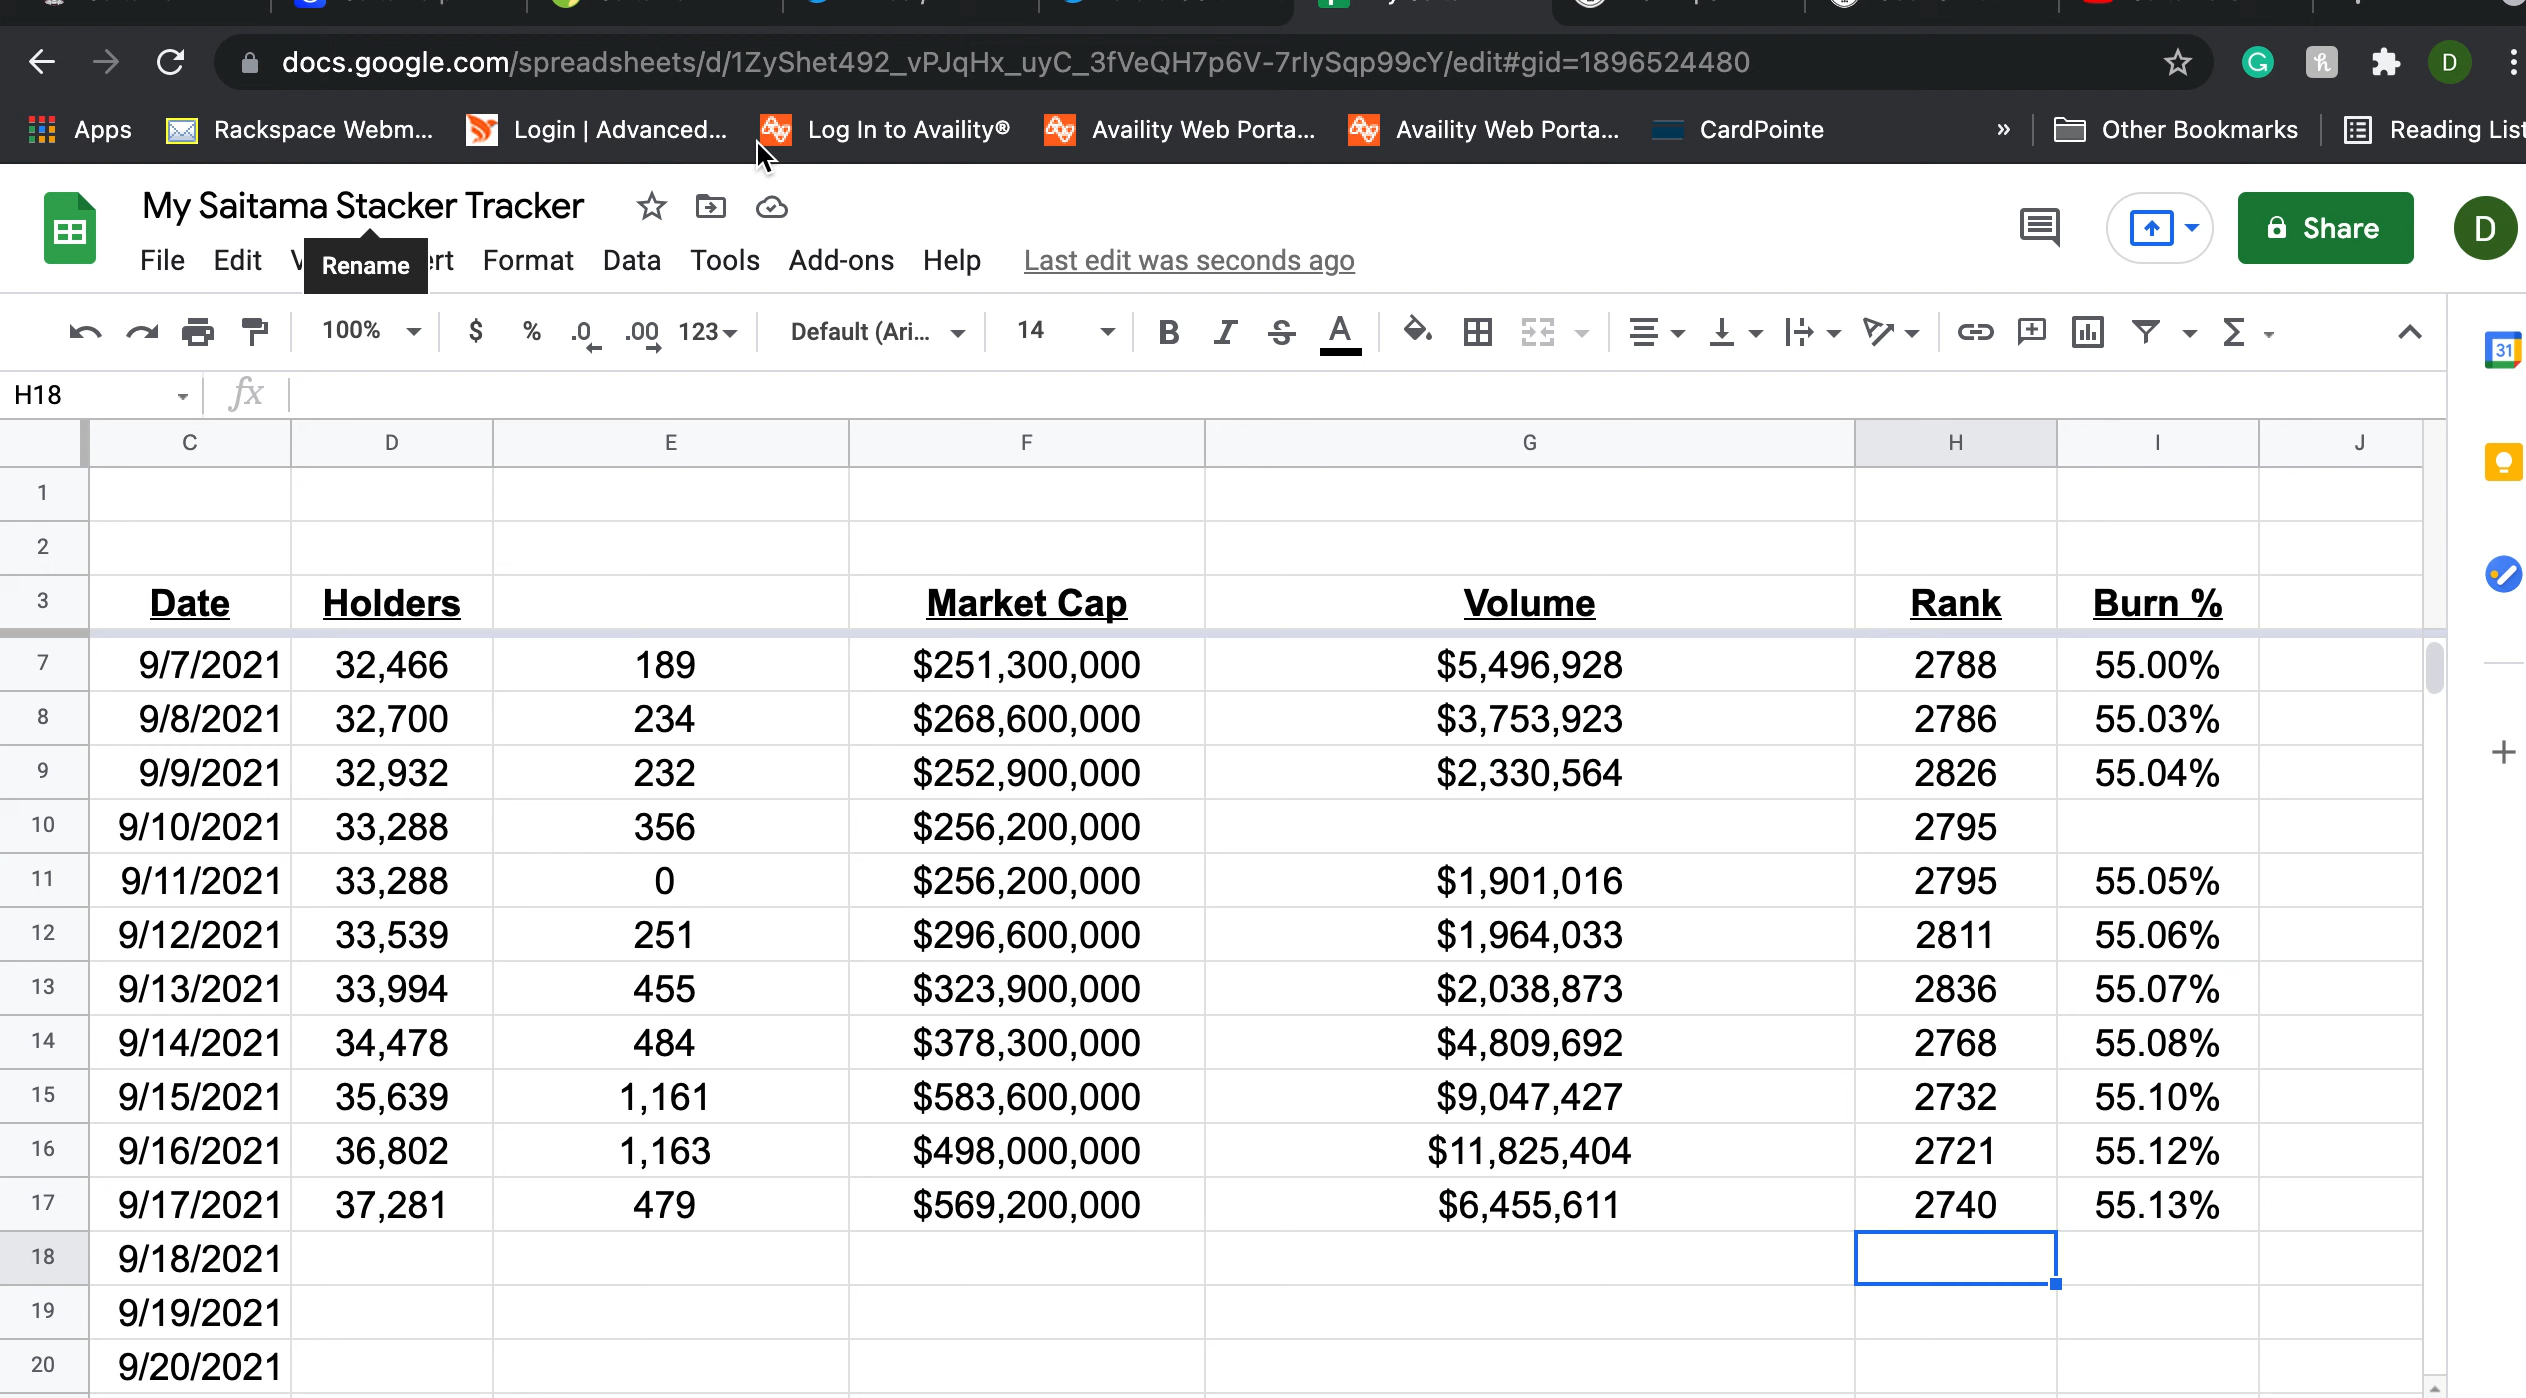 docs.google.com/spreadsheets/d/1ZyShet492_vPJqHx_uyC_3fVeQH7p6V-7rlySqp99cY/edit#gid=1896524480
D
Apps Rackspace Webm... Login | Advanced... Log In to Availity® Availity Web Porta... Availity Web Porta... CardPointe » Other Bookmarks Reading List
My Saitama Stacker Tracker
File Edit V Rename ert Format Data Tools Add-ons Help Last edit was seconds ago
Share D
100% $ % .0 .00 123 Default (Ari... 14 B I S A Σ
31
H18 fx
C D E F G H I J
1
2
3 Date Holders Market Cap Volume Rank Burn %
7 9/7/2021 32,466 189 $251,300,000 $5,496,928 2788 55.00%
8 9/8/2021 32,700 234 $268,600,000 $3,753,923 2786 55.03%
9 9/9/2021 32,932 232 $252,900,000 $2,330,564 2826 55.04%
10 9/10/2021 33,288 356 $256,200,000 2795
11 9/11/2021 33,288 0 $256,200,000 $1,901,016 2795 55.05%
12 9/12/2021 33,539 251 $296,600,000 $1,964,033 2811 55.06%
13 9/13/2021 33,994 455 $323,900,000 $2,038,873 2836 55.07%
14 9/14/2021 34,478 484 $378,300,000 $4,809,692 2768 55.08%
15 9/15/2021 35,639 1,161 $583,600,000 $9,047,427 2732 55.10%
16 9/16/2021 36,802 1,163 $498,000,000 $11,825,404 2721 55.12%
17 9/17/2021 37,281 479 $569,200,000 $6,455,611 2740 55.13%
18 9/18/2021
19 9/19/2021
20 9/20/2021